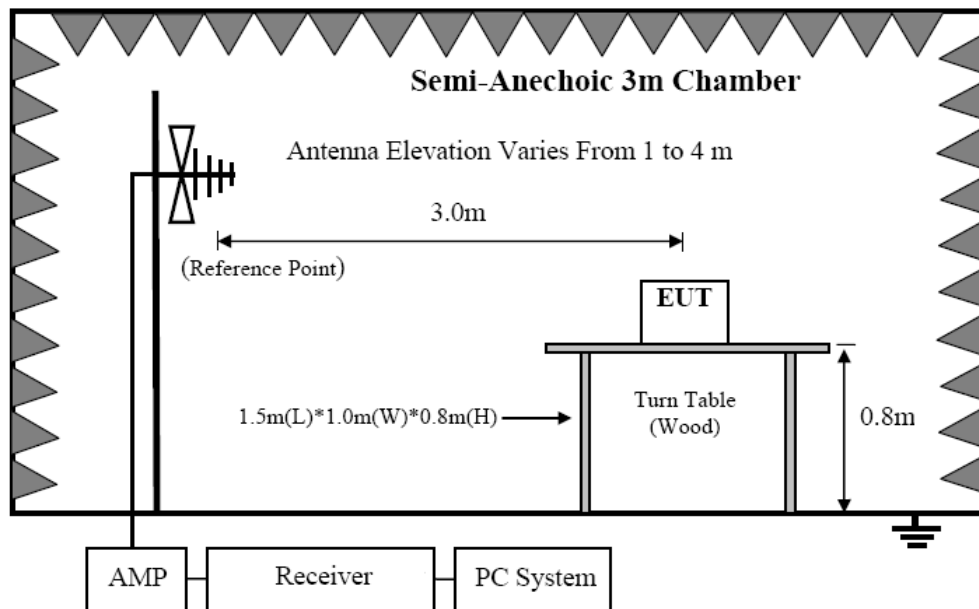 Semi-Anechoic 3m Chamber
Antenna Elevation Varies From 1 to 4 m
3.0m
(Reference Point)
EUT
1.5m(L)*1.0m(W)*0.8m(H)
Turn Table
(Wood)
0.8m
AMP
Receiver
PC System